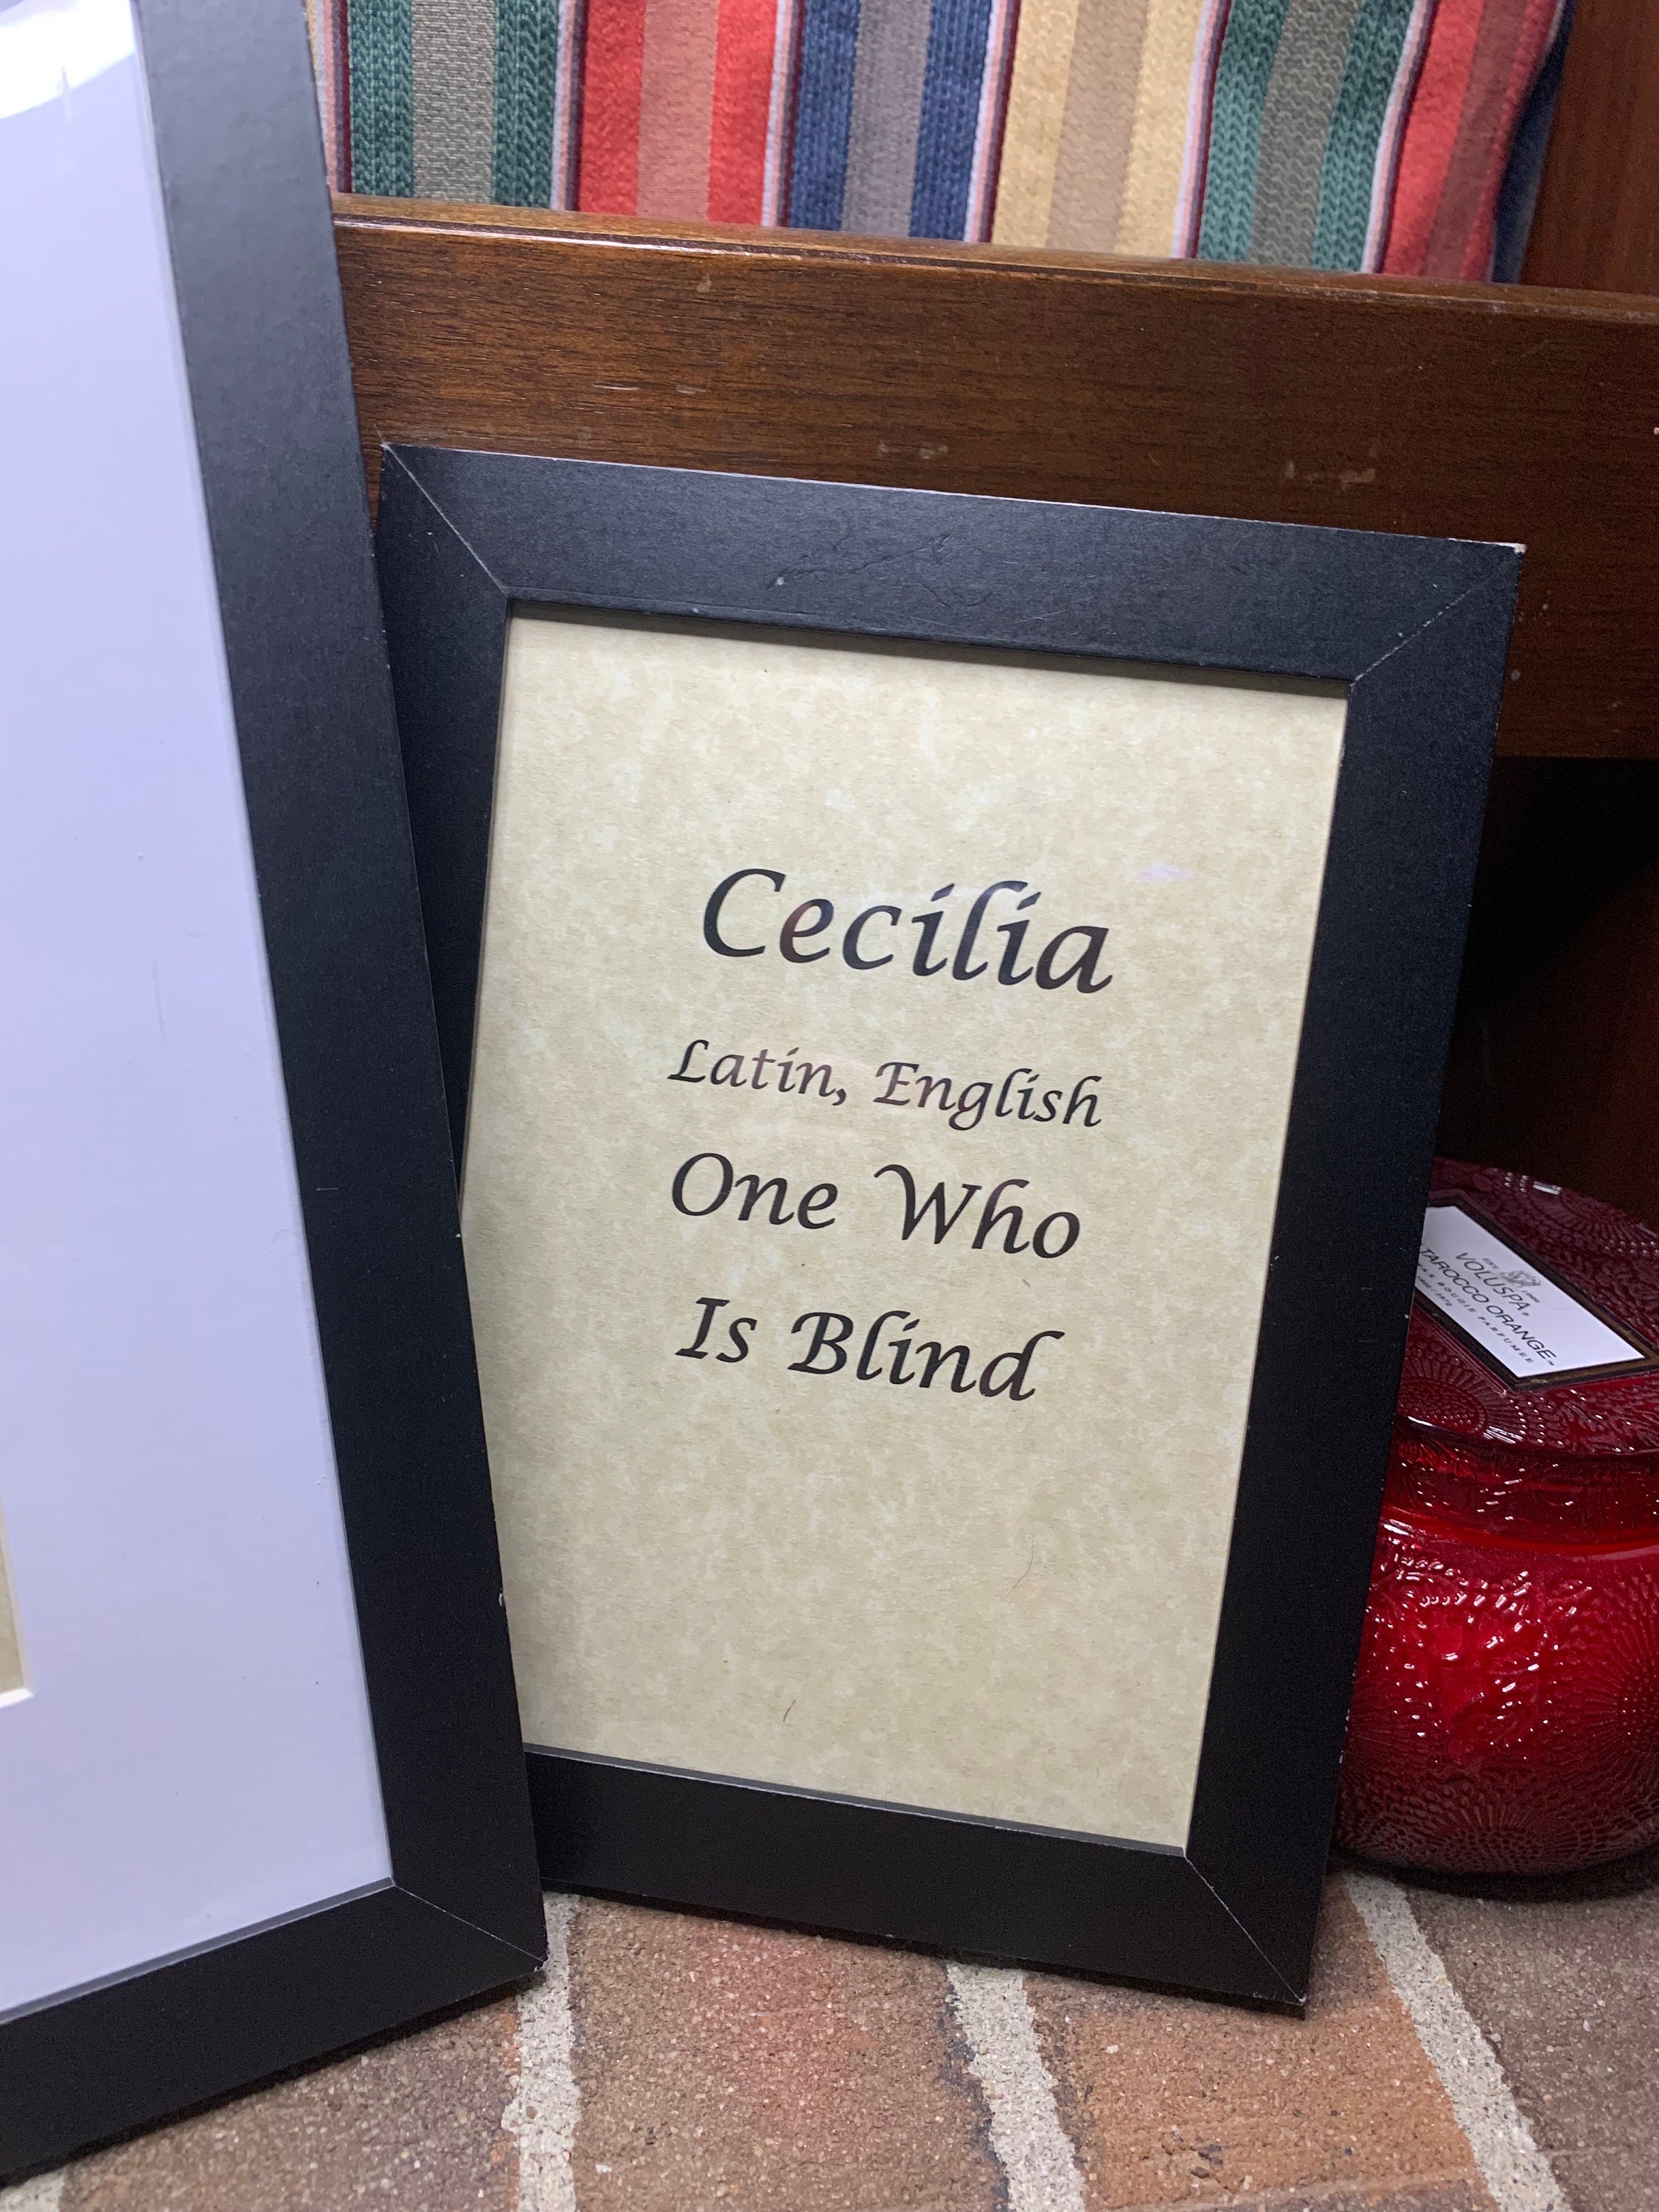 Cecilia
Latin, English
One Who
Is Blind
VOLUSPA
TAROCCO ORANGE